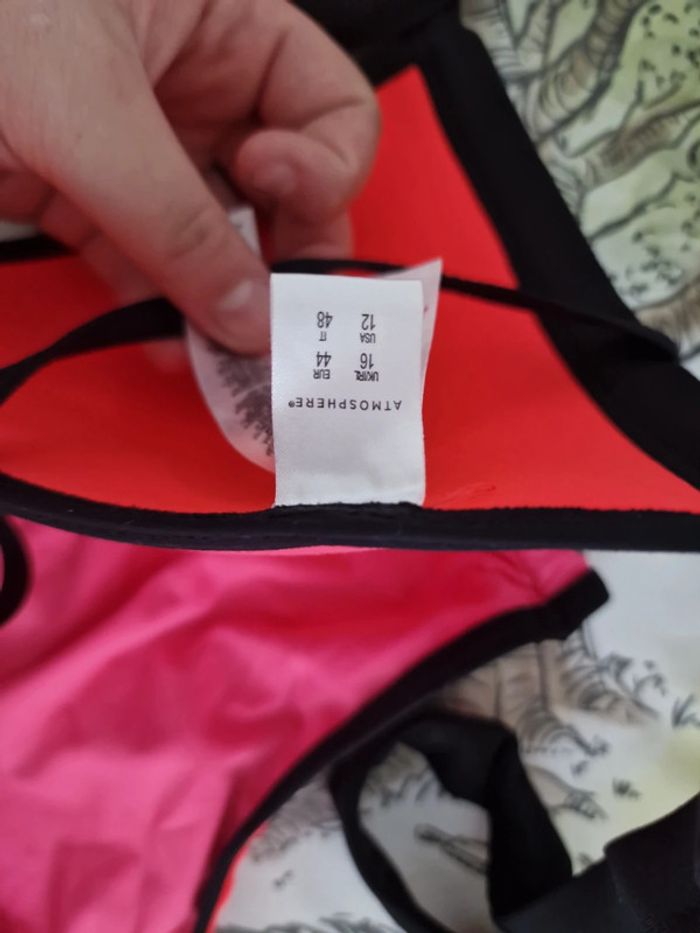 ATMOSPHERE®
UK/IRL EUR
16 44
USA IT
12 48